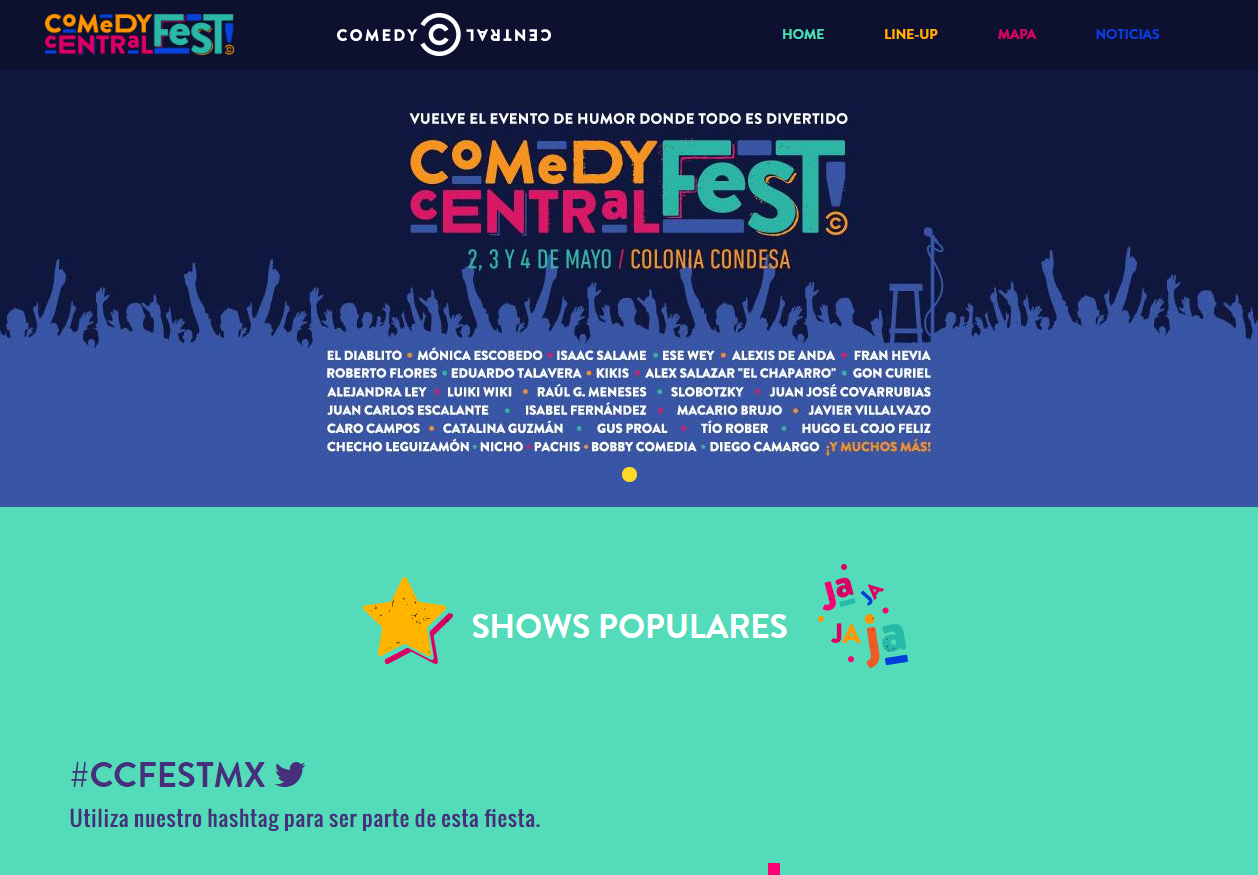 COMEDY FEST!
CENTRAL
COMEDY C CENTRAL
HOME LINE-UP MAPA NOTICIAS
VUELVE EL EVENTO DE HUMOR DONDE TODO ES DIVERTIDO
COMeDY FeST!
CENTRaL
2, 3 Y 4 DE MAYO / COLONIA CONDESA
EL DIABLITO • MÓNICA ESCOBEDO • ISAAC SALAME • ESE WEY • ALEXIS DE ANDA • FRAN HEVIA
ROBERTO FLORES • EDUARDO TALAVERA • KIKIS • ALEX SALAZAR "EL CHAPARRO" • GON CURIEL
ALEJANDRA LEY • LUIKI WIKI • RAÚL G. MENESES • SLOBOTZKY • JUAN JOSÉ COVARRUBIAS
JUAN CARLOS ESCALANTE • ISABEL FERNÁNDEZ • MACARIO BRUJO • JAVIER VILLALVAZO
CARO CAMPOS • CATALINA GUZMÁN • GUS PROAL • TÍO ROBER • HUGO EL COJO FELIZ
CHECHO LEGUIZAMÓN • NICHO • PACHIS • BOBBY COMEDIA • DIEGO CAMARGO ¡Y MUCHOS MÁS!
SHOWS POPULARES
Ja JA
JA ja
#CCFESTMX
Utiliza nuestro hashtag para ser parte de esta fiesta.